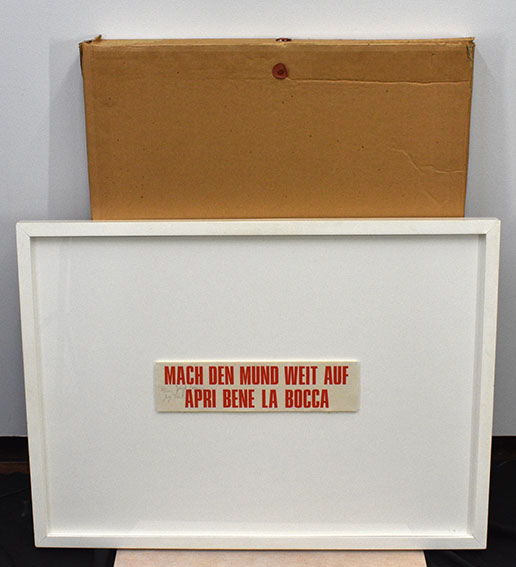 MACH DEN MUND WEIT AUF
APRI BENE LA BOCCA